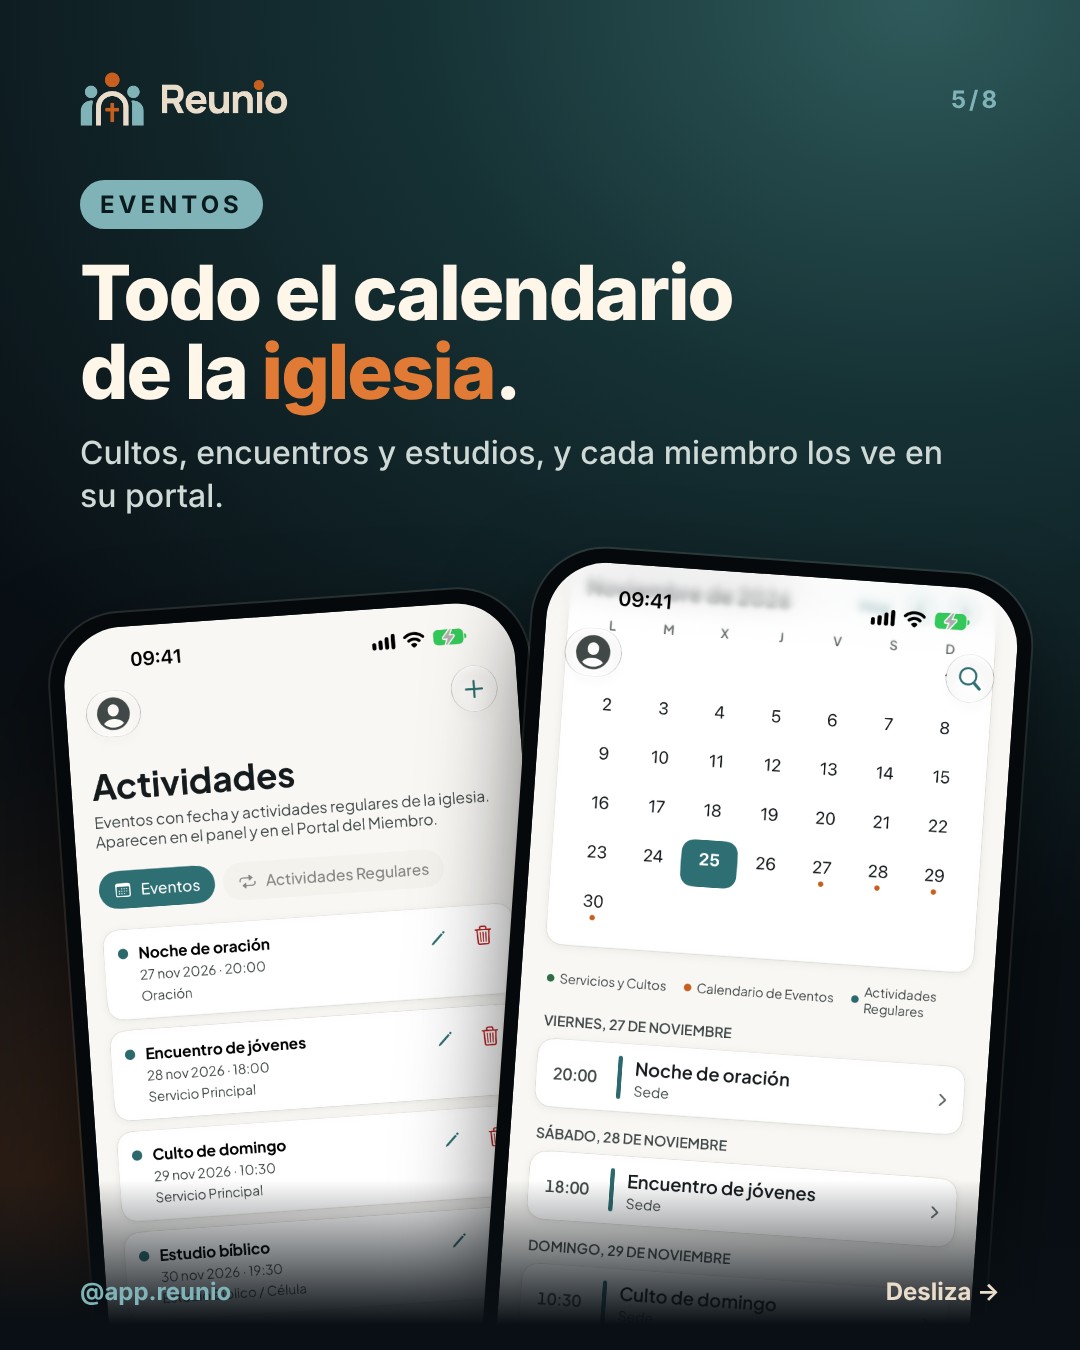 Reunio
5/8
EVENTOS
Todo el calendario
de la iglesia.
Cultos, encuentros y estudios, y cada miembro los ve en
su portal.
09:41
Actividades
Eventos con fecha y actividades regulares de la iglesia.
Aparecen en el panel y en el Portal del Miembro.
Eventos
Actividades Regulares
Noche de oración
27 nov 2026 · 20:00
Oración
Encuentro de jóvenes
28 nov 2026 · 18:00
Servicio Principal
Culto de domingo
29 nov 2026 · 10:30
Servicio Principal
Estudio bíblico
30 nov 2026 · 19:30
/ Célula
09:41
de 2026
L M X J V S D
2 3 4 5 6 7 8
9 10 11 12 13 14 15
16 17 18 19 20 21 22
23 24 25 26 27 28 29
30
Servicios y Cultos
Calendario de Eventos
Actividades
Regulares
VIERNES, 27 DE NOVIEMBRE
20:00
Noche de oración
Sede
SÁBADO, 28 DE NOVIEMBRE
18:00
Encuentro de jóvenes
Sede
DOMINGO, 29 DE NOVIEMBRE
10:30
Culto de domingo
@app.reunio
Desliza →